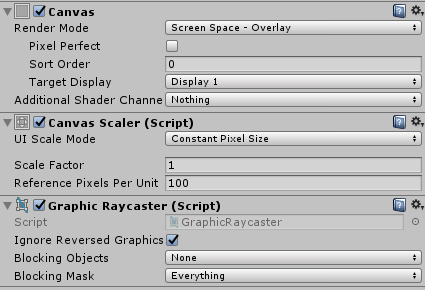 Canvas
Render Mode Screen Space - Overlay
Pixel Perfect
Sort Order 0
Target Display Display 1
Additional Shader Channe Nothing
Canvas Scaler (Script)
UI Scale Mode Constant Pixel Size
Scale Factor 1
Reference Pixels Per Unit 100
Graphic Raycaster (Script)
Script GraphicRaycaster
Ignore Reversed Graphics
Blocking Objects None
Blocking Mask Everything